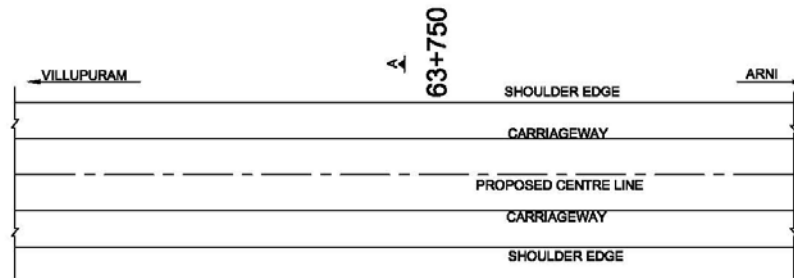 63+750
A
VILLUPURAM
ARNI
SHOULDER EDGE
CARRIAGEWAY
PROPOSED CENTRE LINE
CARRIAGEWAY
SHOULDER EDGE